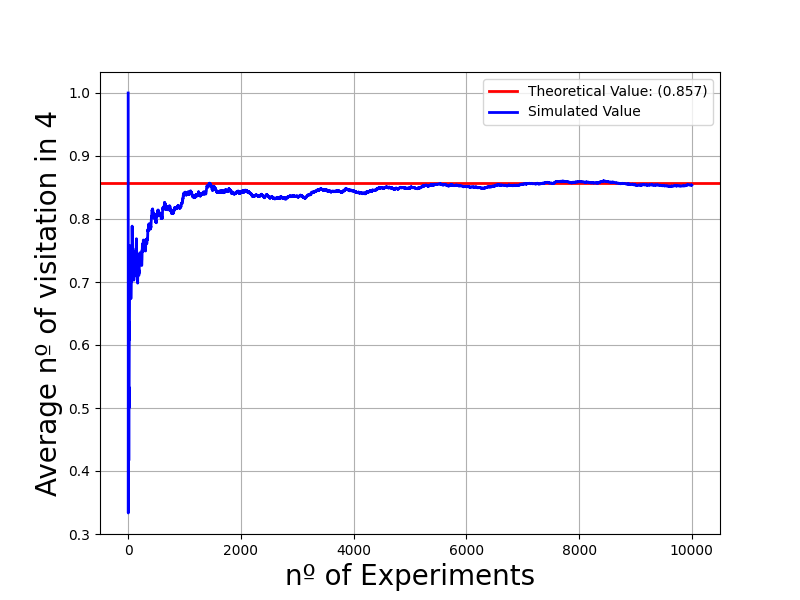 Theoretical Value: (0.857)
Simulated Value
1.0
0.9
0.8
0.7
0.6
0.5
0.4
0.3
Average nº of visitation in 4
0 2000 4000 6000 8000 10000
nº of Experiments